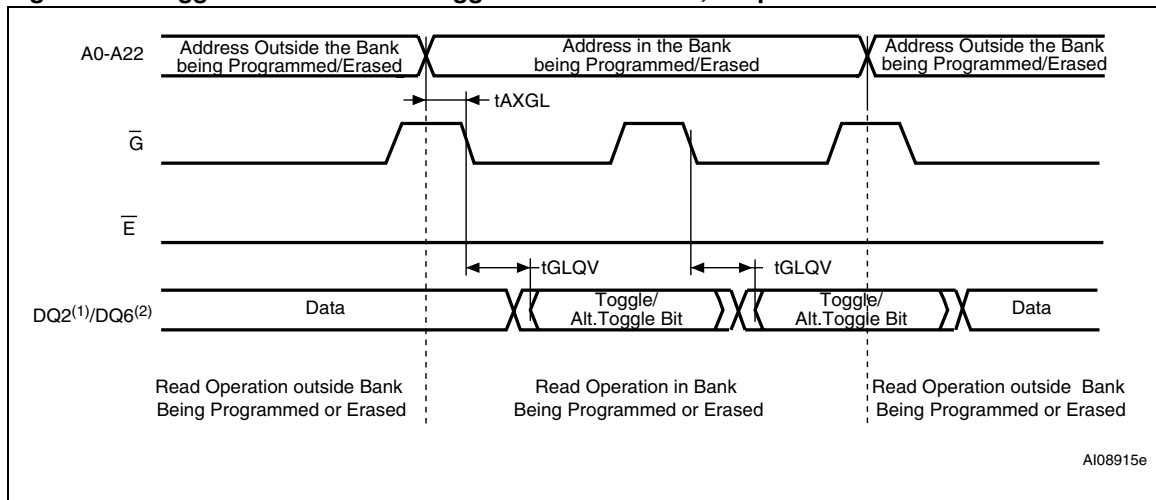 A0-A22
Address Outside the Bank
being Programmed/Erased
Address in the Bank
being Programmed/Erased
Address Outside the Bank
being Programmed/Erased
tAXGL
G
E
tGLQV
tGLQV
DQ2(1)/DQ6(2)
Data
Toggle/
Alt.Toggle Bit
Toggle/
Alt.Toggle Bit
Data
Read Operation outside Bank
Being Programmed or Erased
Read Operation in Bank
Being Programmed or Erased
Read Operation outside Bank
Being Programmed or Erased
AI08915e